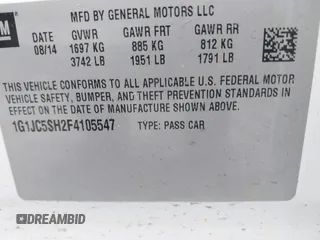 GM
MFD BY GENERAL MOTORS LLC
DATE GVWR GAWR FRT GAWR RR
08/14 1697 KG 885 KG 812 KG
3742 LB 1951 LB 1791 LB
THIS VEHICLE CONFORMS TO ALL APPLICABLE U.S. FEDERAL MOTOR
VEHICLE SAFETY, BUMPER, AND THEFT PREVENTION STANDARDS IN
EFFECT ON THE DATE OF MANUFACTURE SHOWN ABOVE.
1G1JC5SH2F4105547 TYPE: PASS CAR